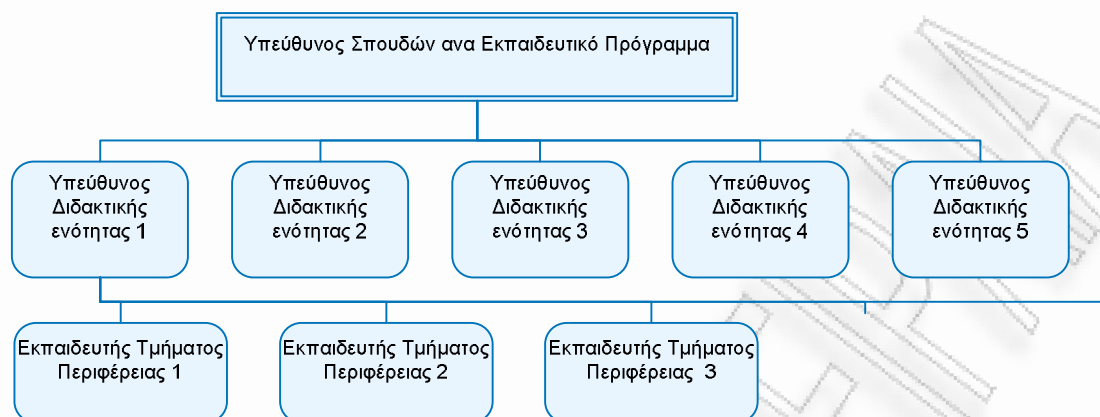 Υπεύθυνος Σπουδών ανα Εκπαιδευτικό Πρόγραμμα
Υπεύθυνος
Διδακτικής
ενότητας 1
Υπεύθυνος
Διδακτικής
ενότητας 2
Υπεύθυνος
Διδακτικής
ενότητας 3
Υπεύθυνος
Διδακτικής
ενότητας 4
Υπεύθυνος
Διδακτικής
ενότητας 5
Εκπαιδευτής Τμήματος
Περιφέρειας 1
Εκπαιδευτής Τμήματος
Περιφέρειας 2
Εκπαιδευτής Τμήματος
Περιφέρειας 3